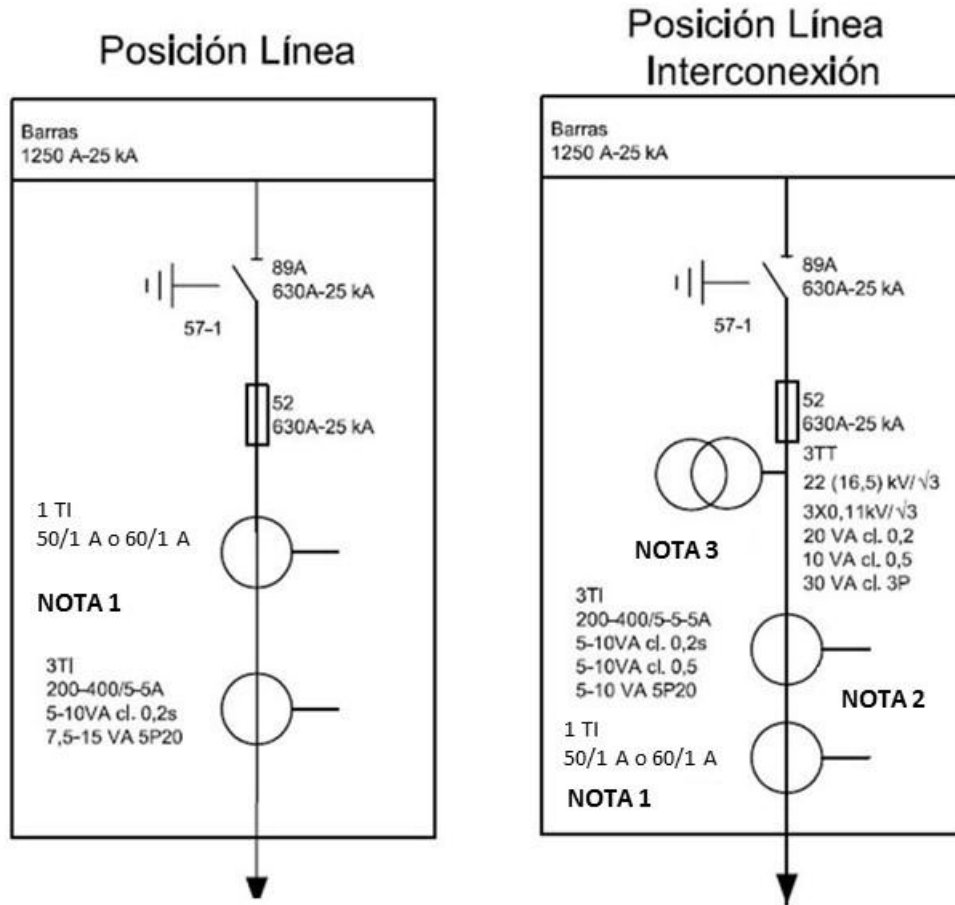 Posición Línea
Barras
1250 A-25 kA
89A
630A-25 kA
57-1
52
630A-25 kA
1 TI
50/1 A o 60/1 A
NOTA 1
3TI
200-400/5-5A
5-10VA cl. 0,2s
7,5-15 VA 5P20
Posición Línea
Interconexión
Barras
1250 A-25 kA
89A
630A-25 kA
57-1
52
630A-25 kA
3TT
22 (16,5) kV/√3
3X0,11kV/√3
20 VA cl. 0,2
10 VA cl. 0,5
30 VA cl. 3P
NOTA 3
3TI
200-400/5-5-5A
5-10VA cl. 0,2s
5-10VA cl. 0,5
5-10 VA 5P20
NOTA 2
1 TI
50/1 A o 60/1 A
NOTA 1